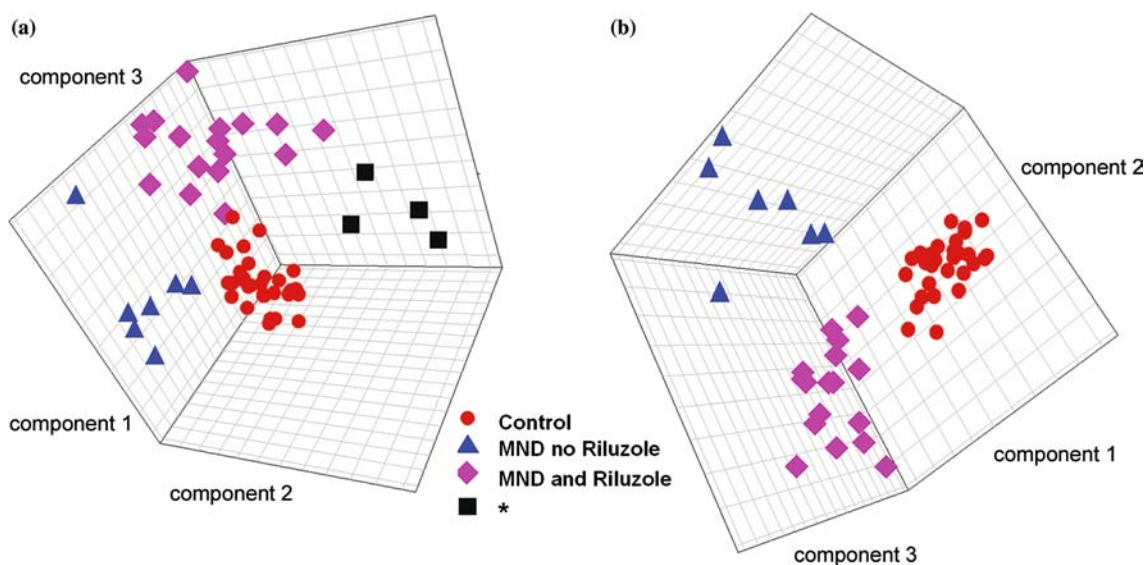 (a)
component 3
component 1
component 2
Control
MND no Riluzole
MND and Riluzole
*
(b)
component 2
component 1
component 3